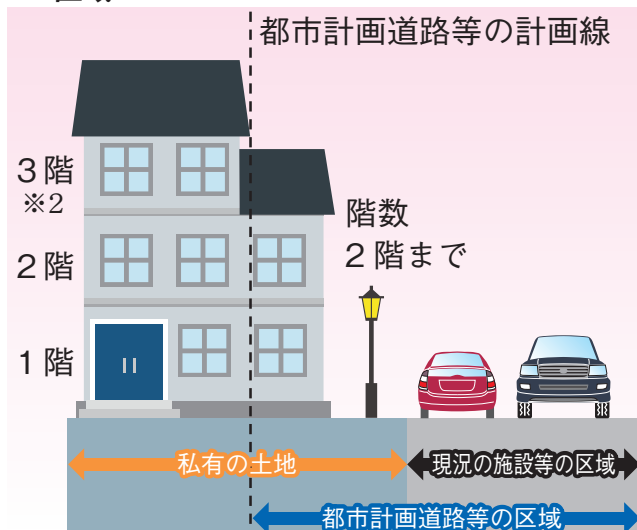 都市計画道路等の計画線
3階
※2
階数
2階まで
2階
1階
私有の土地
現況の施設等の区域
都市計画道路等の区域